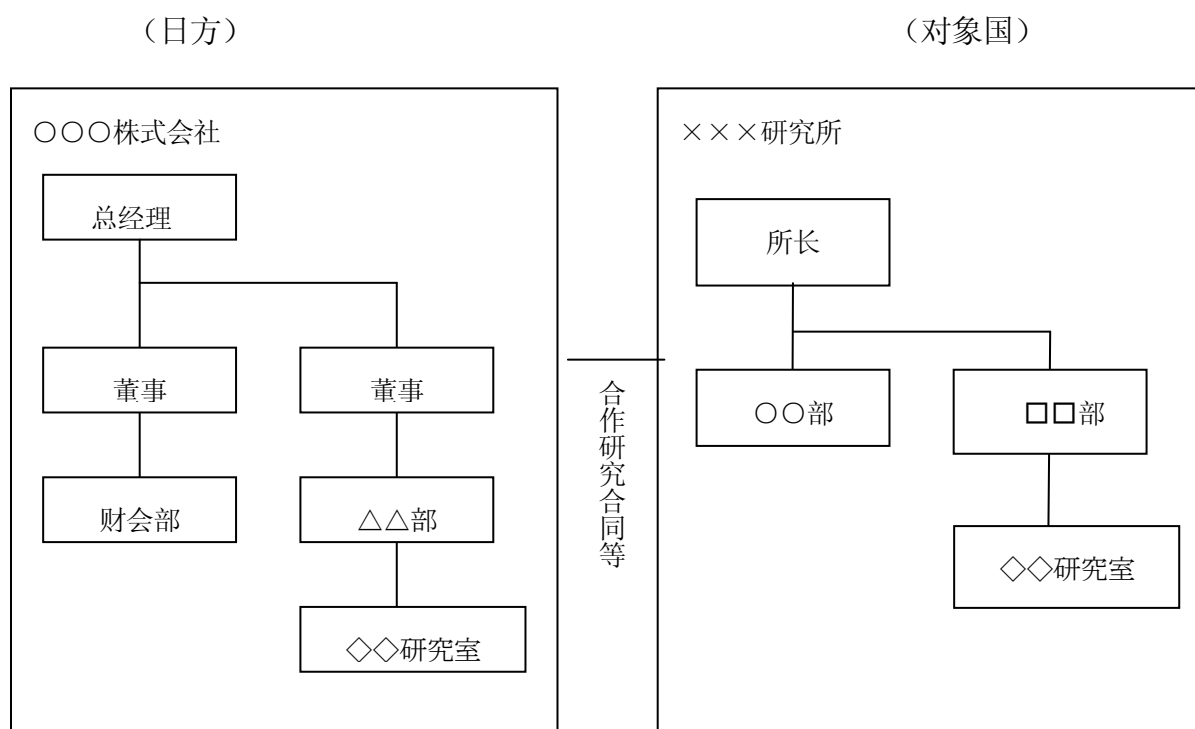 （日方）
（对象国）
○○○株式会社
总经理
董事
董事
财会部
△△部
◇◇研究室
合作研究合同等
×××研究所
所长
○○部
□□部
◇◇研究室